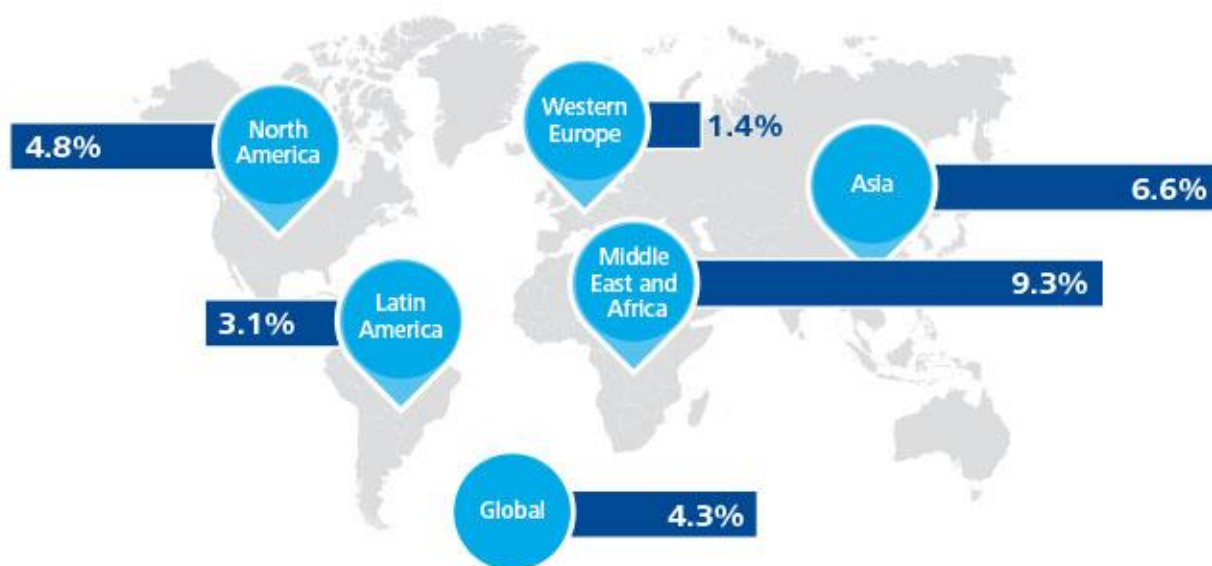 North
America
4.8%
Western
Europe
1.4%
Asia
6.6%
Middle
East and
Africa
9.3%
Latin
America
3.1%
Global
4.3%